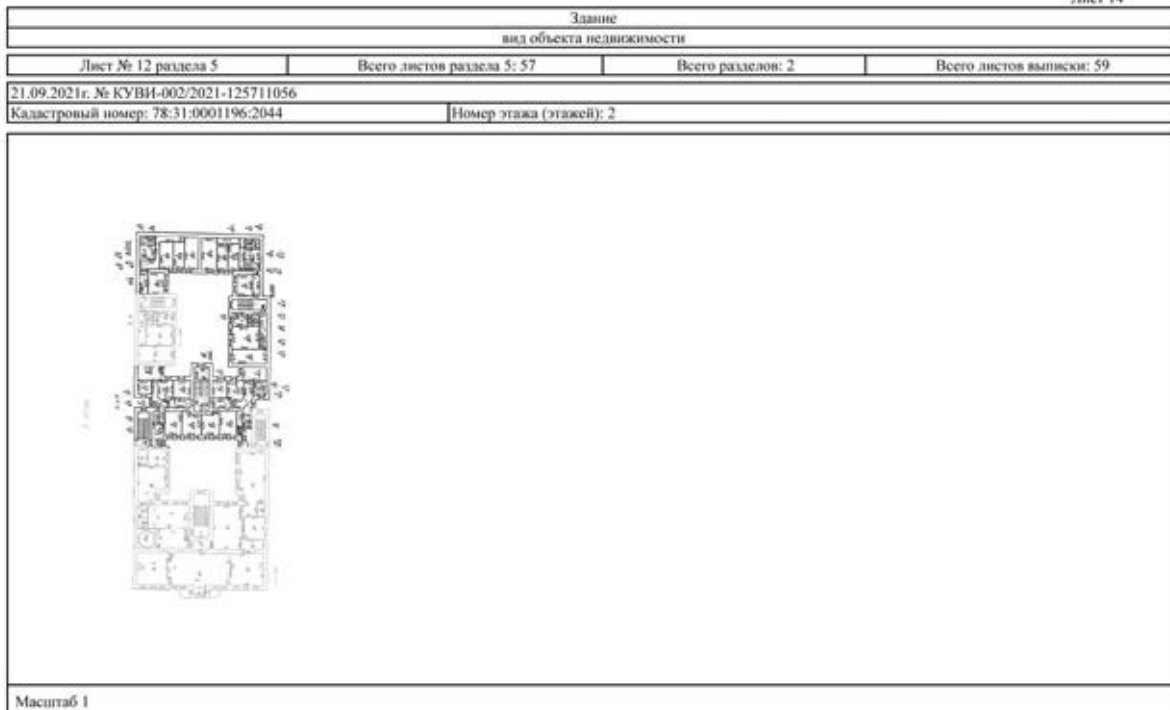 Лист 14
Здание
вид объекта недвижимости
Лист № 12 раздела 5 Всего листов раздела 5: 57 Всего разделов: 2 Всего листов выписки: 59
21.09.2021г. № КУВИ-002/2021-125711056
Кадастровый номер: 78:31:0001196:2044 Номер этажа (этажей): 2
Масштаб 1